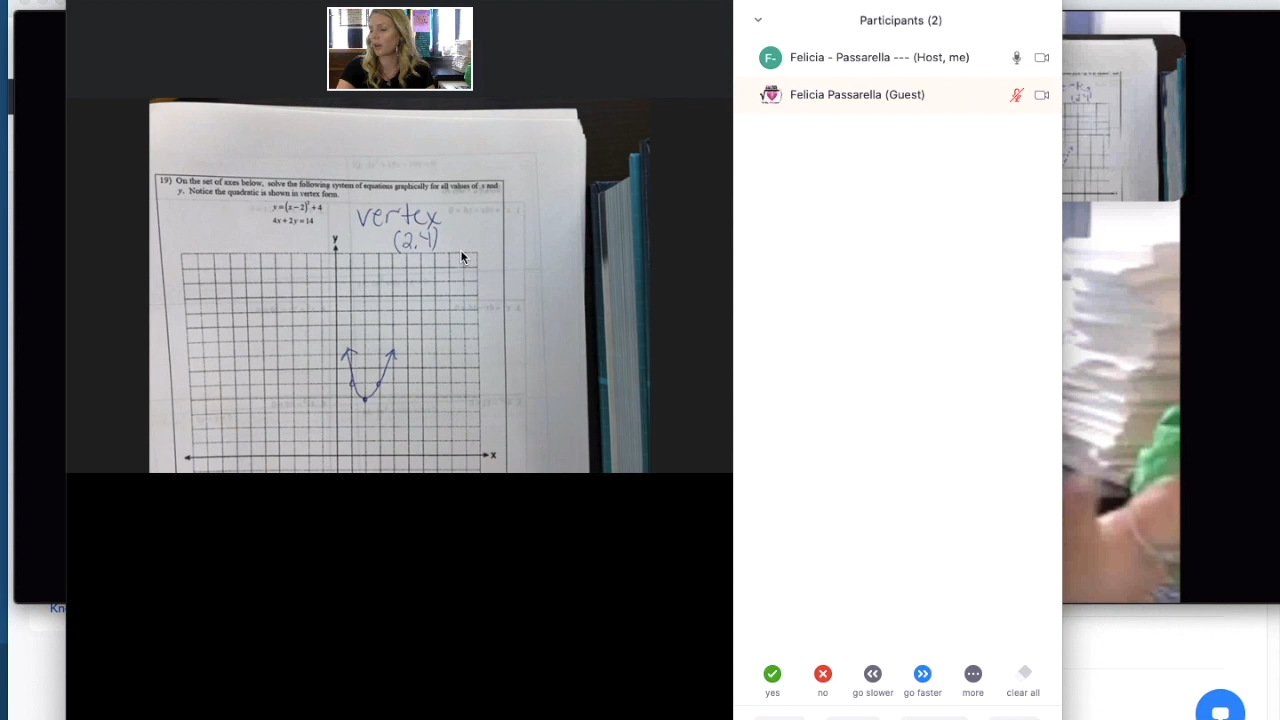 Participants (2)
F- Felicia - Passarella --- (Host, me)
Felicia Passarella (Guest)
19) On the set of axes below, solve the following system of equations graphically for all values of x and
y. Notice the quadratic is shown in vertex form.
y = (x − 2)² + 4
4x + 2y = 14
vertex
(2,4)
y
x
Kn
yes no go slower go faster more clear all